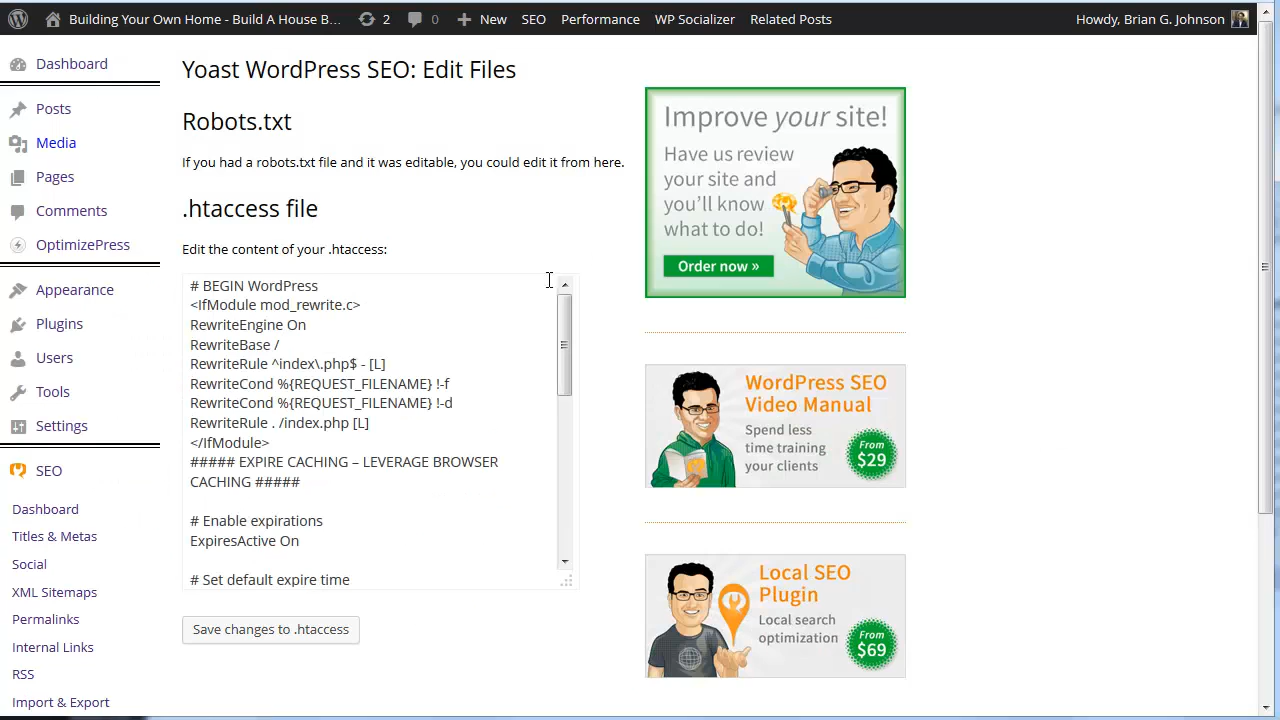 Building Your Own Home - Build A House B... 2 0 New SEO Performance WP Socializer Related Posts Howdy, Brian G. Johnson
Dashboard
Posts
Media
Pages
Comments
OptimizePress
Appearance
Plugins
Users
Tools
Settings
SEO
Dashboard
Titles & Metas
Social
XML Sitemaps
Permalinks
Internal Links
RSS
Import & Export
Yoast WordPress SEO: Edit Files
Robots.txt
If you had a robots.txt file and it was editable, you could edit it from here.
.htaccess file
Edit the content of your .htaccess:
# BEGIN WordPress
<IfModule mod_rewrite.c>
RewriteEngine On
RewriteBase /
RewriteRule ^index\.php$ - [L]
RewriteCond %{REQUEST_FILENAME} !-f
RewriteCond %{REQUEST_FILENAME} !-d
RewriteRule . /index.php [L]
</IfModule>
##### EXPIRE CACHING – LEVERAGE BROWSER
CACHING #####
# Enable expirations
ExpiresActive On
# Set default expire time
Save changes to .htaccess
Improve your site!
Have us review
your site and
you'll know
what to do!
Order now »
WordPress SEO
Video Manual
Spend less
time training
your clients
From
$29
Local SEO
Plugin
Local search
optimization
From
$69